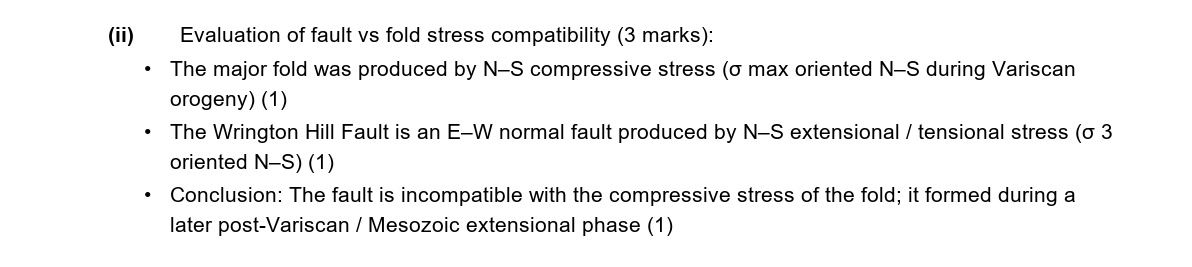 (ii) Evaluation of fault vs fold stress compatibility (3 marks):
• The major fold was produced by N–S compressive stress (σ max oriented N–S during Variscan
orogeny) (1)
• The Wrington Hill Fault is an E–W normal fault produced by N–S extensional / tensional stress (σ 3
oriented N–S) (1)
• Conclusion: The fault is incompatible with the compressive stress of the fold; it formed during a
later post-Variscan / Mesozoic extensional phase (1)